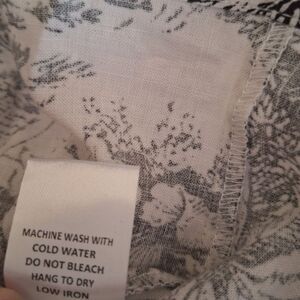 MACHINE WASH WITH
COLD WATER
DO NOT BLEACH
HANG TO DRY
LOW IRON